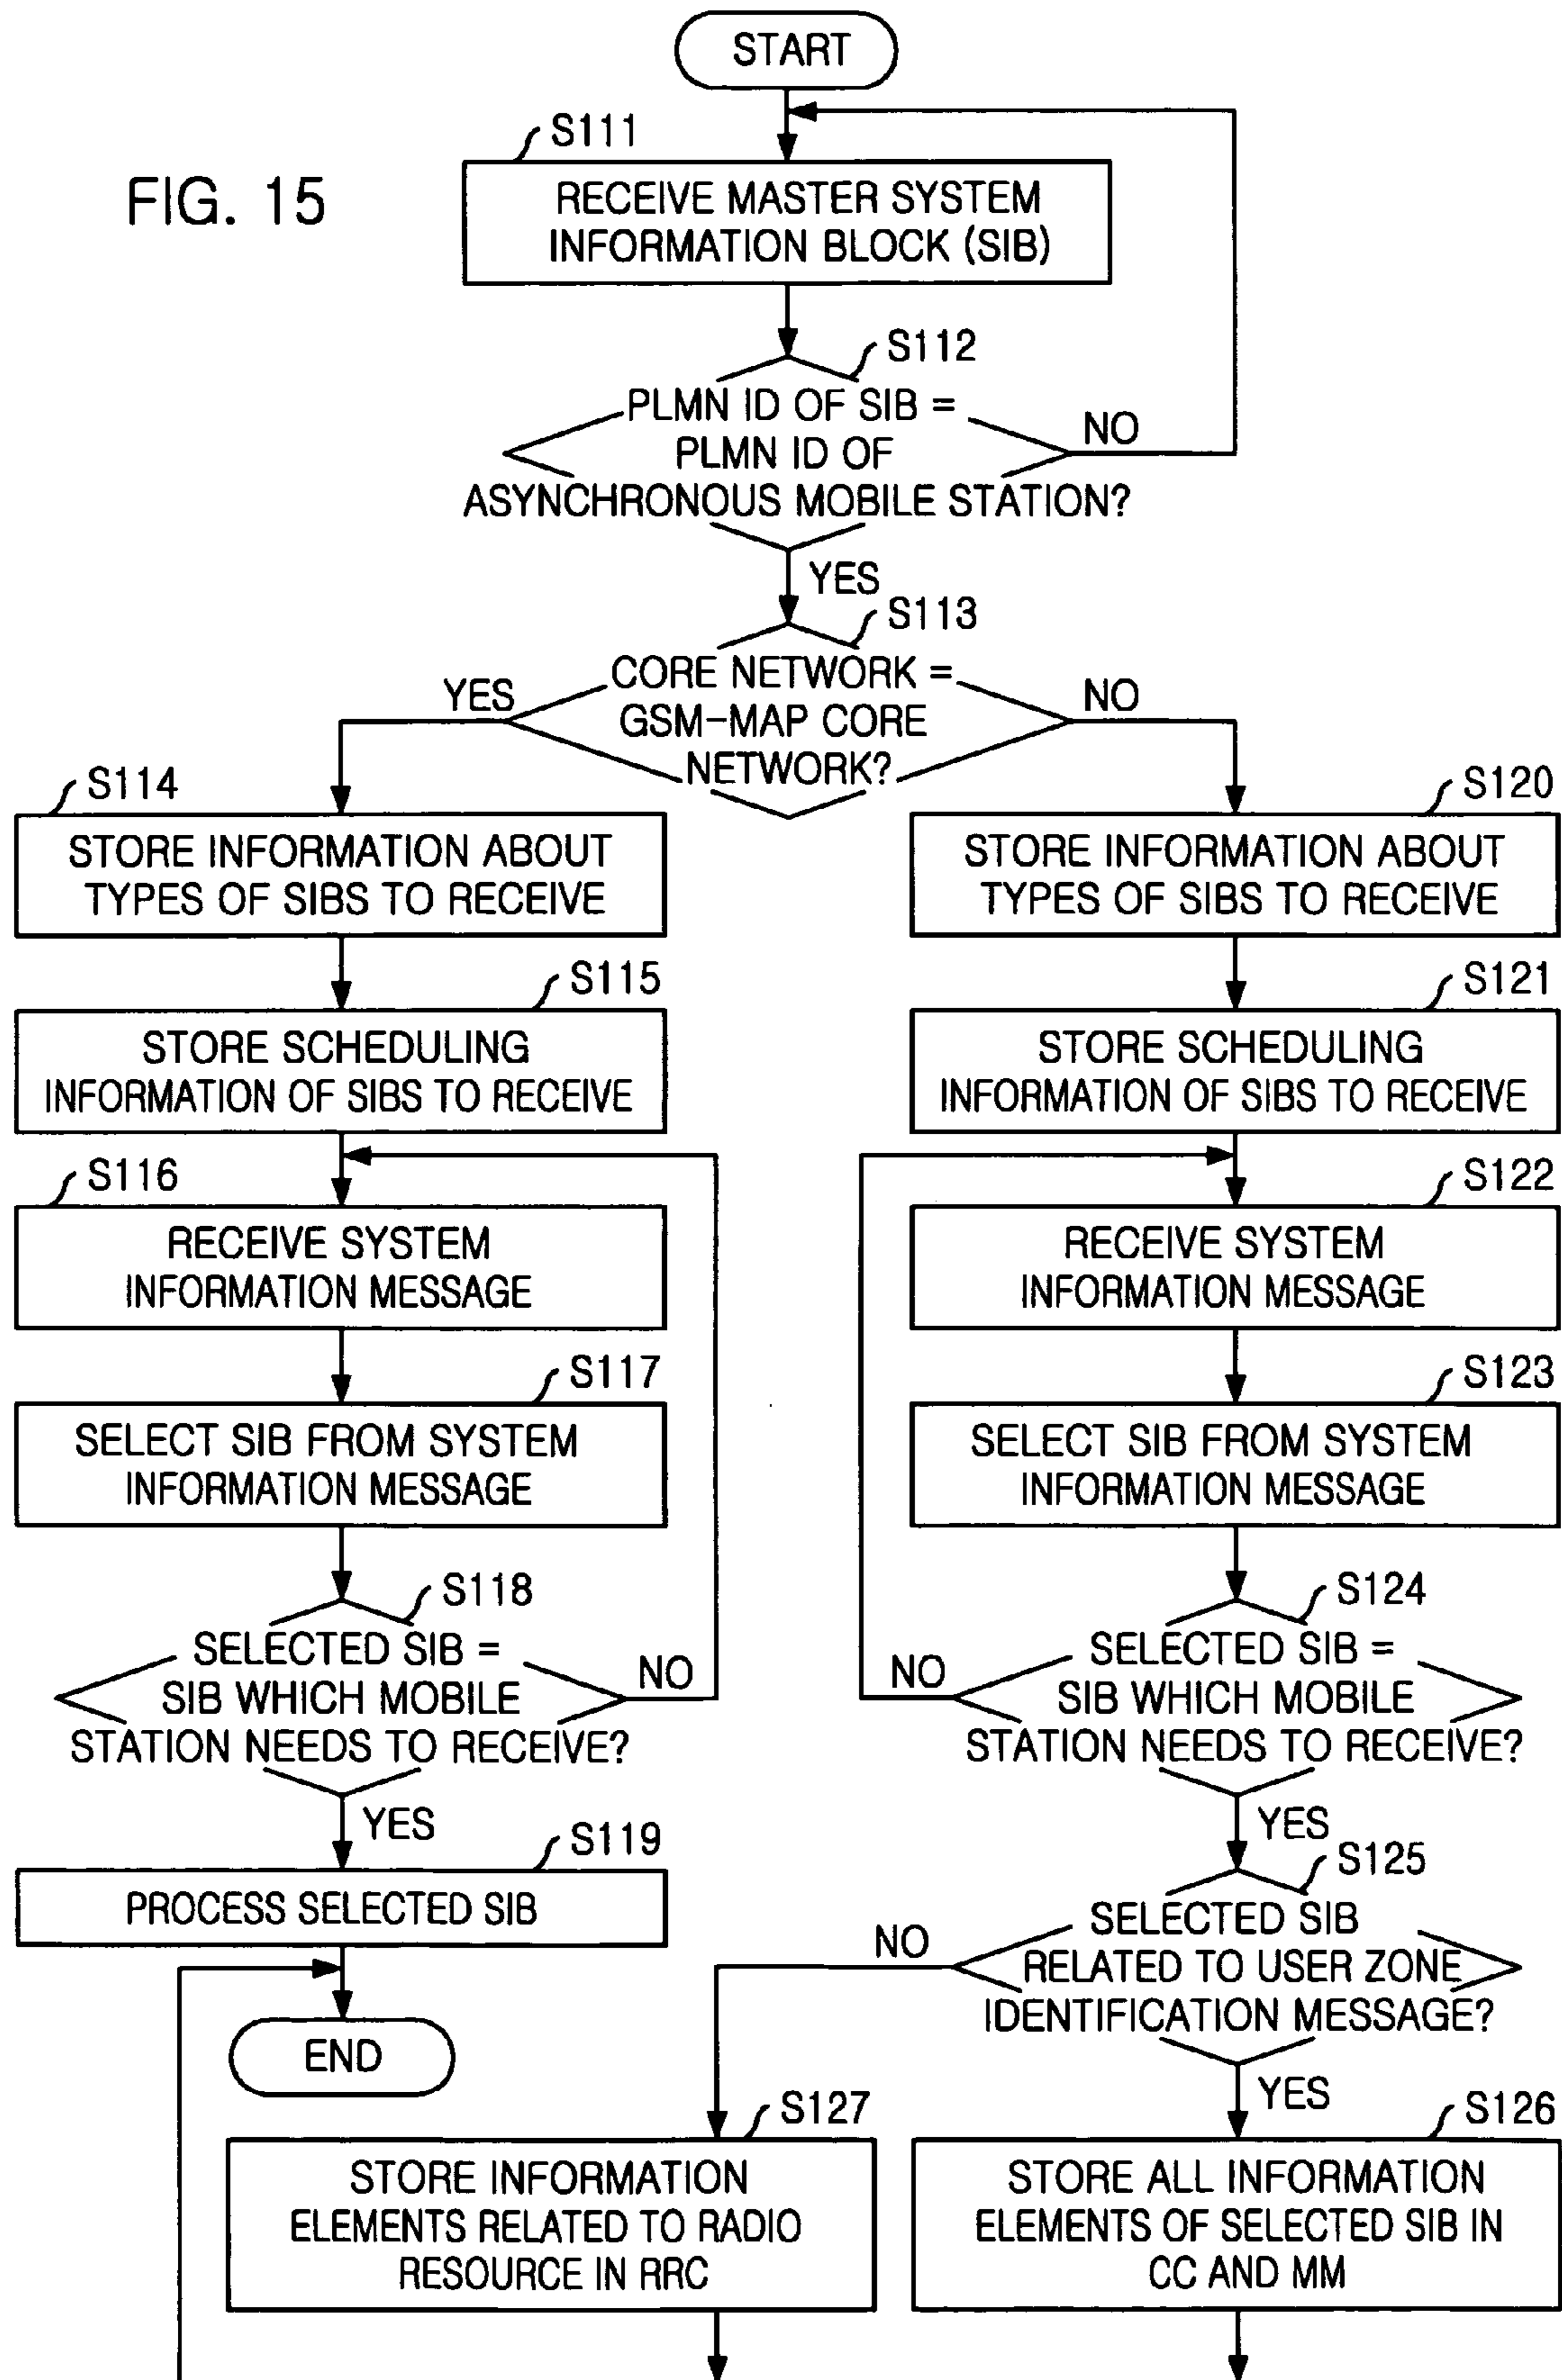 START
S111
FIG. 15
RECEIVE MASTER SYSTEM
INFORMATION BLOCK (SIB)
S112
PLMN ID OF SIB =
PLMN ID OF
ASYNCHRONOUS MOBILE STATION?
NO
YES
S113
CORE NETWORK =
GSM-MAP CORE
NETWORK?
YES
NO
S114
STORE INFORMATION ABOUT
TYPES OF SIBS TO RECEIVE
S120
STORE INFORMATION ABOUT
TYPES OF SIBS TO RECEIVE
S115
STORE SCHEDULING
INFORMATION OF SIBS TO RECEIVE
S121
STORE SCHEDULING
INFORMATION OF SIBS TO RECEIVE
S116
RECEIVE SYSTEM
INFORMATION MESSAGE
S122
RECEIVE SYSTEM
INFORMATION MESSAGE
S117
SELECT SIB FROM SYSTEM
INFORMATION MESSAGE
S123
SELECT SIB FROM SYSTEM
INFORMATION MESSAGE
S118
SELECTED SIB =
SIB WHICH MOBILE
STATION NEEDS TO RECEIVE?
NO
YES
S124
SELECTED SIB =
SIB WHICH MOBILE
STATION NEEDS TO RECEIVE?
NO
YES
S119
PROCESS SELECTED SIB
END
S125
SELECTED SIB
RELATED TO USER ZONE
IDENTIFICATION MESSAGE?
NO
YES
S127
STORE INFORMATION
ELEMENTS RELATED TO RADIO
RESOURCE IN RRC
S126
STORE ALL INFORMATION
ELEMENTS OF SELECTED SIB IN
CC AND MM